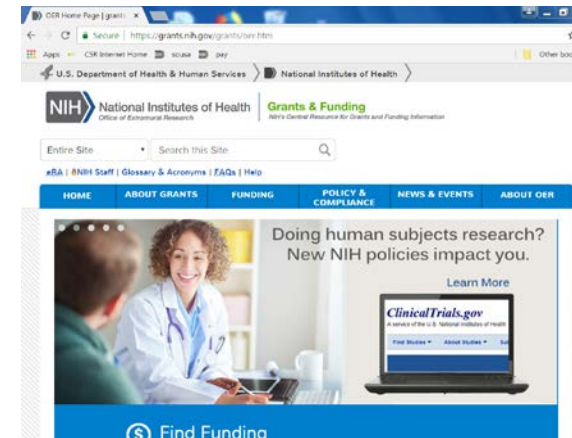 OER Home Page | grants
Secure | https://grants.nih.gov/grants/oer.htm
Apps CSR Internet Home scusa pay Other boo
U.S. Department of Health & Human Services National Institutes of Health
NIH National Institutes of Health Grants & Funding
Office of Extramural Research NIH's Central Resource for Grants and Funding Information
Entire Site Search this Site
eRA | NIH Staff | Glossary & Acronyms | FAQs | Help
HOME ABOUT GRANTS FUNDING POLICY & COMPLIANCE NEWS & EVENTS ABOUT OER
Doing human subjects research?
New NIH policies impact you.
Learn More
ClinicalTrials.gov
A service of the U.S. National Institutes of Health
Find Studies About Studies Sub
Find Funding